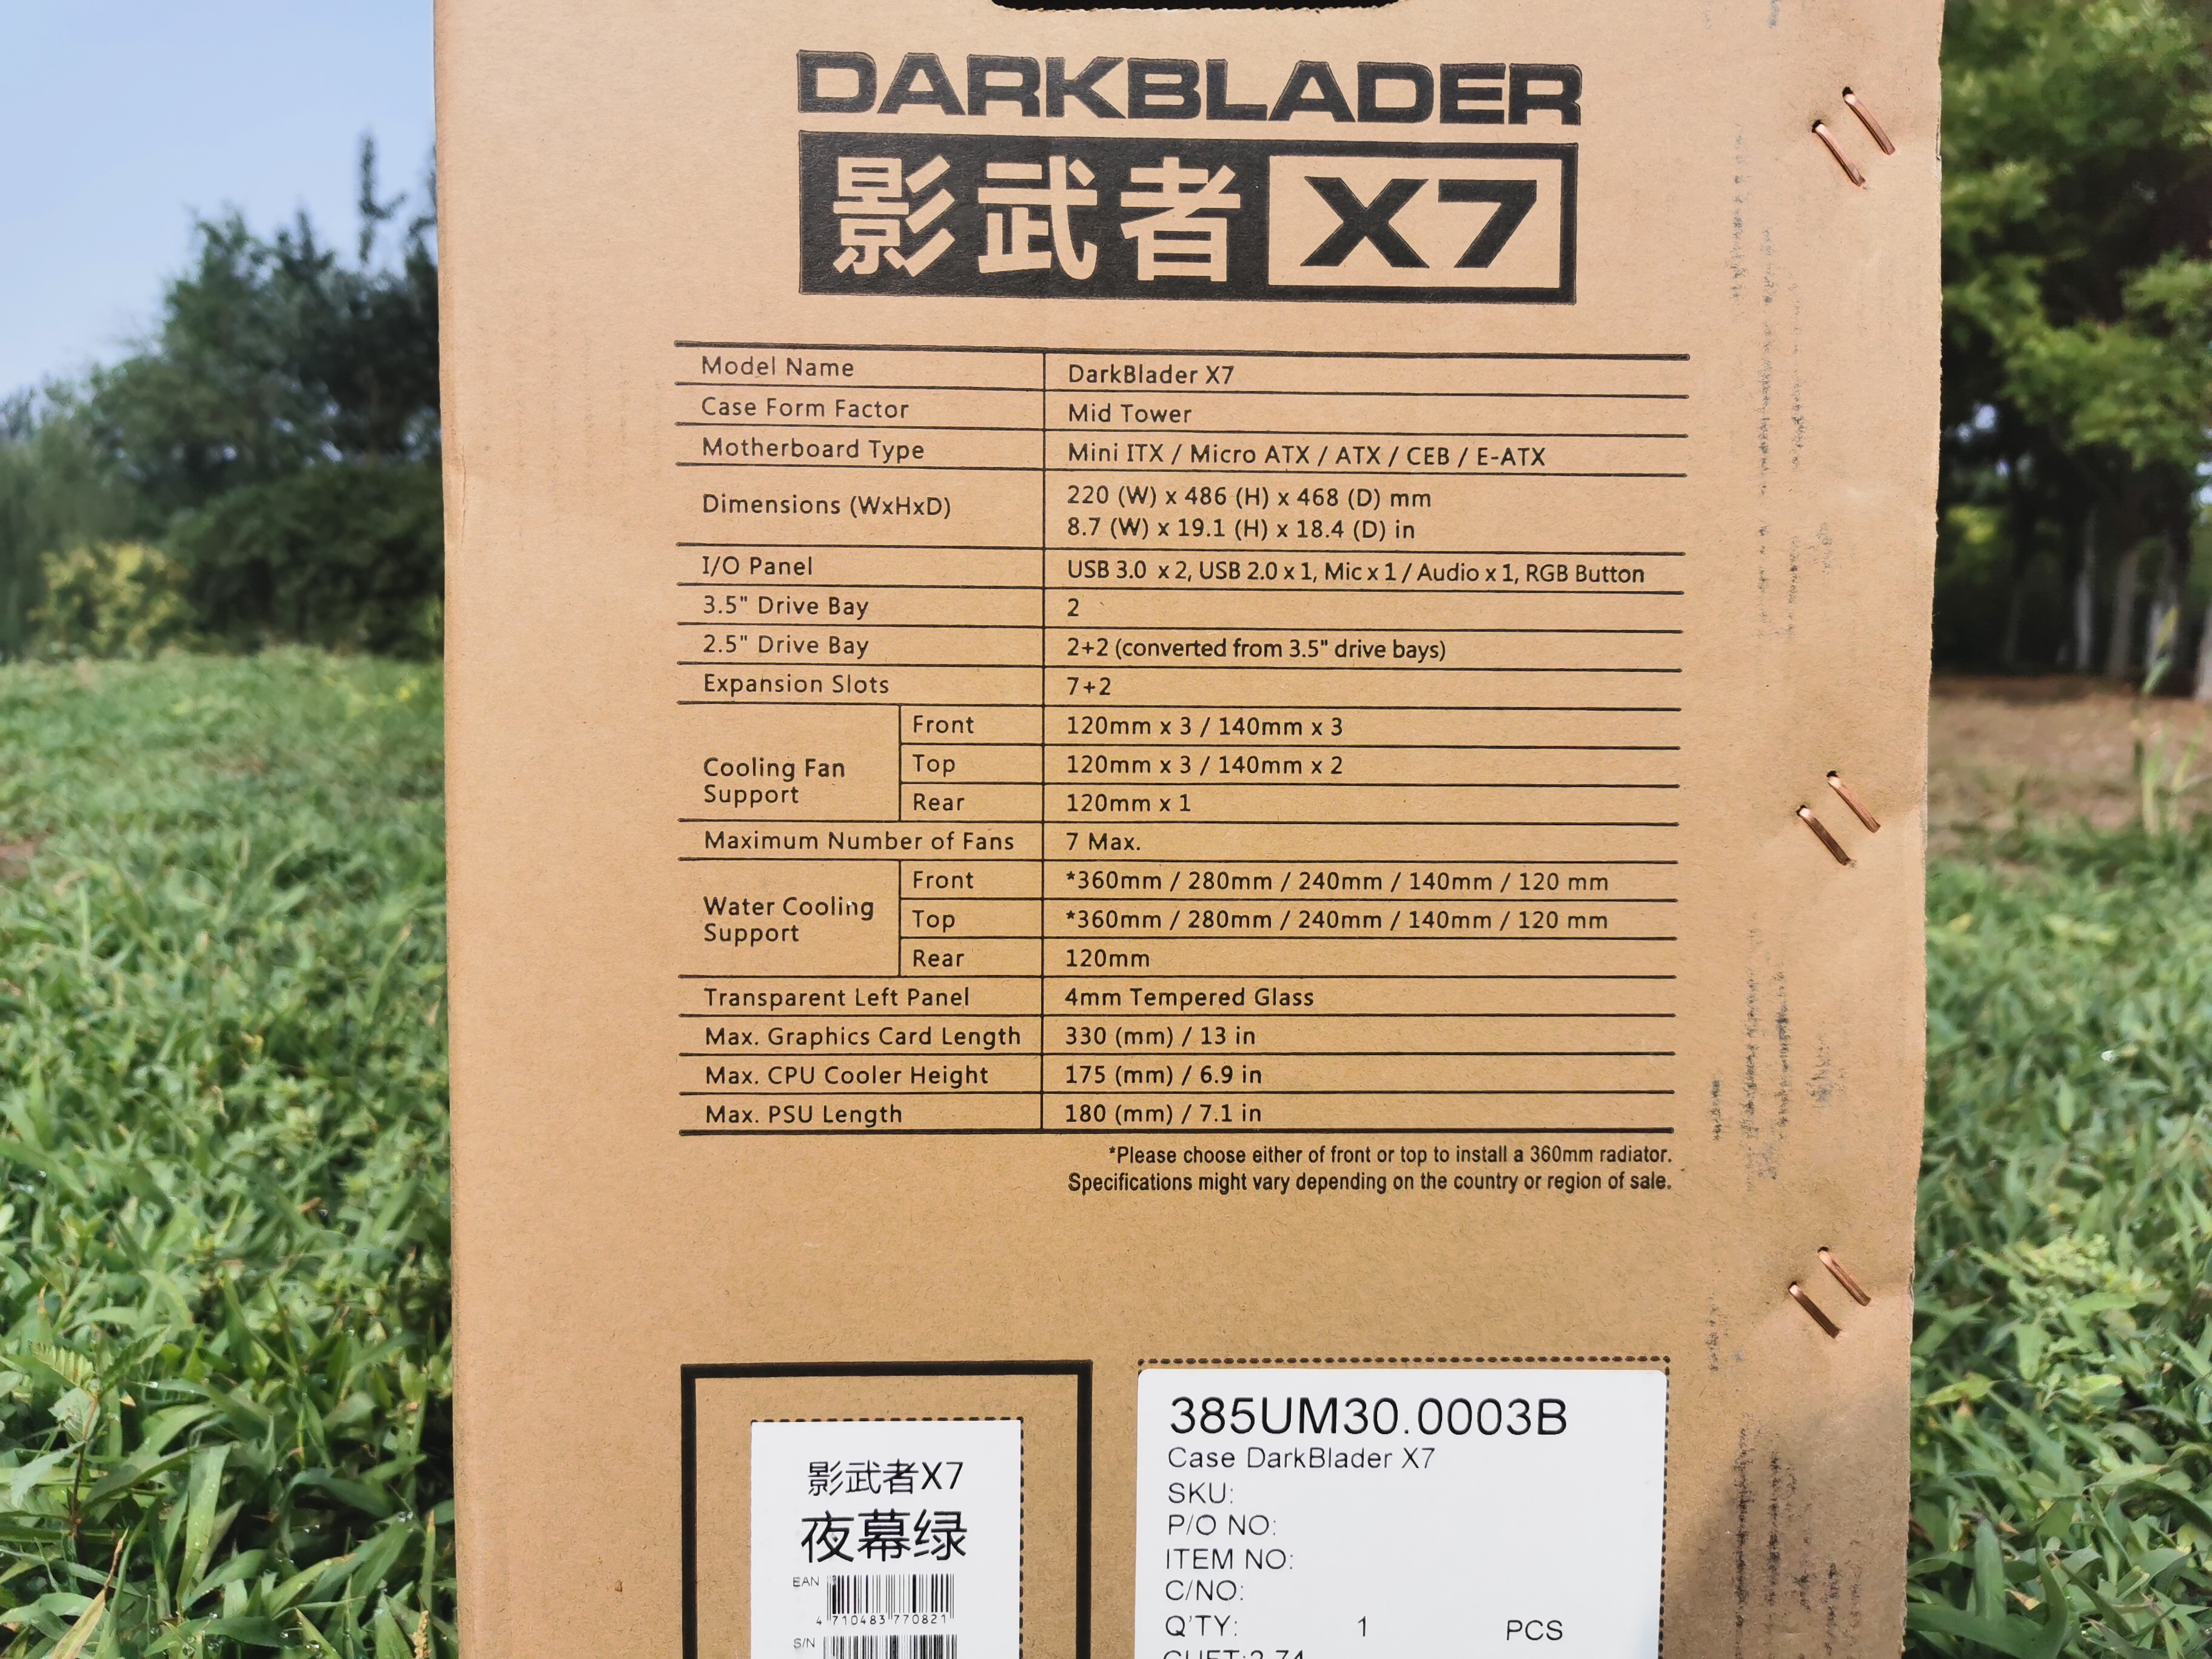 DARKBLADER
影武者 X7
Model Name DarkBlader X7
Case Form Factor Mid Tower
Motherboard Type Mini ITX / Micro ATX / ATX / CEB / E-ATX
Dimensions (WxHxD) 220 (W) x 486 (H) x 468 (D) mm
8.7 (W) x 19.1 (H) x 18.4 (D) in
I/O Panel USB 3.0 x 2, USB 2.0 x 1, Mic x 1 / Audio x 1, RGB Button
3.5" Drive Bay 2
2.5" Drive Bay 2+2 (converted from 3.5" drive bays)
Expansion Slots 7+2
Cooling Fan
Support
Front 120mm x 3 / 140mm x 3
Top 120mm x 3 / 140mm x 2
Rear 120mm x 1
Maximum Number of Fans 7 Max.
Water Cooling
Support
Front *360mm / 280mm / 240mm / 140mm / 120 mm
Top *360mm / 280mm / 240mm / 140mm / 120 mm
Rear 120mm
Transparent Left Panel 4mm Tempered Glass
Max. Graphics Card Length 330 (mm) / 13 in
Max. CPU Cooler Height 175 (mm) / 6.9 in
Max. PSU Length 180 (mm) / 7.1 in
*Please choose either of front or top to install a 360mm radiator.
Specifications might vary depending on the country or region of sale.
影武者X7
夜幕绿
EAN
4 710483 770821
S/N
385UM30.0003B
Case DarkBlader X7
SKU:
P/O NO:
ITEM NO:
C/NO:
Q'TY: 1 PCS